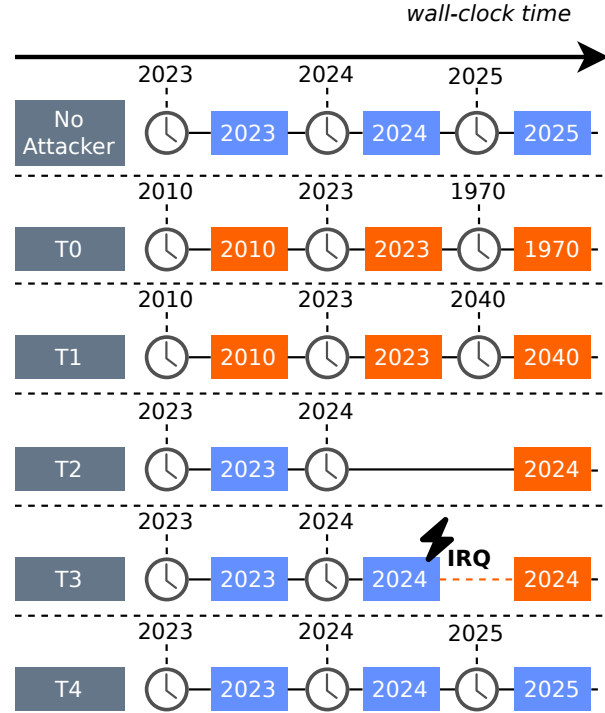 wall-clock time
2023 2024 2025
No
Attacker
2023 2024 2025
2010 2023 1970
T0 2010 2023 1970
2010 2023 2040
T1 2010 2023 2040
2023 2024
T2 2023 2024
2023 2024
IRQ
T3 2023 2024 2024
2023 2024 2025
T4 2023 2024 2025